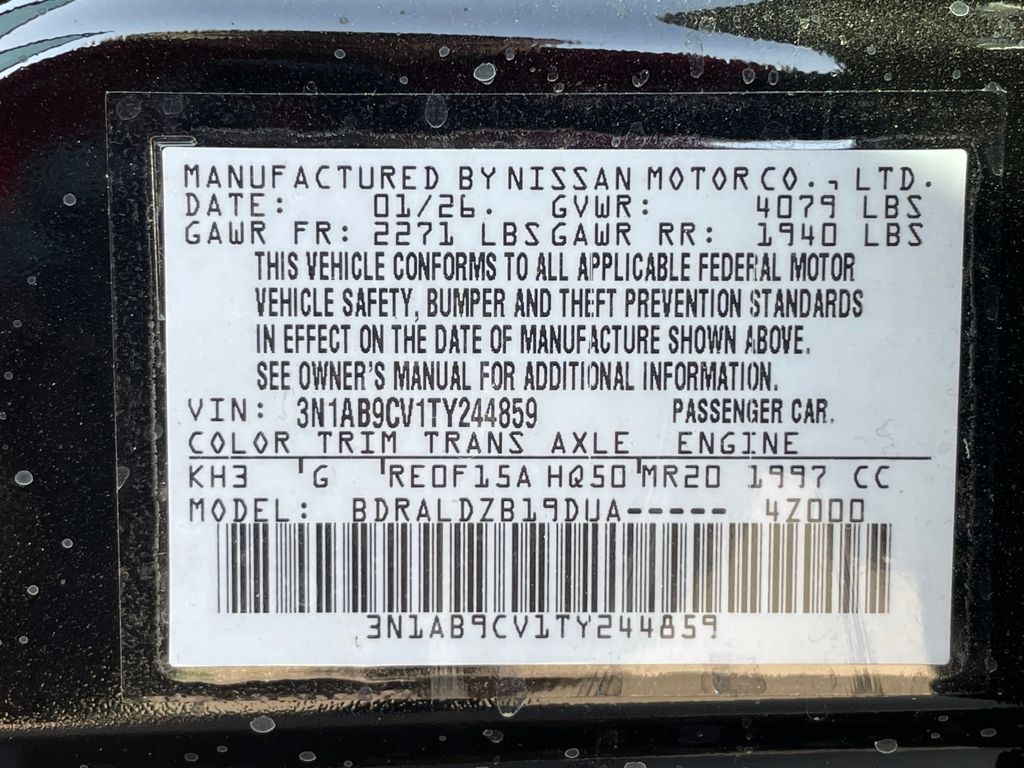 MANUFACTURED BY NISSAN MOTOR CO., LTD.
DATE: 01/26. GVWR: 4079 LBS
GAWR FR: 2271 LBS GAWR RR: 1940 LBS
THIS VEHICLE CONFORMS TO ALL APPLICABLE FEDERAL MOTOR
VEHICLE SAFETY, BUMPER AND THEFT PREVENTION STANDARDS
IN EFFECT ON THE DATE OF MANUFACTURE SHOWN ABOVE.
SEE OWNER'S MANUAL FOR ADDITIONAL INFORMATION.
VIN: 3N1AB9CV1TY244859 PASSENGER CAR.
COLOR TRIM TRANS AXLE ENGINE
KH3 G RE0F15A HQ50 MR20 1997 CC
MODEL: BDRALDZB19DUA----- 4Z000
3N1AB9CV1TY244859